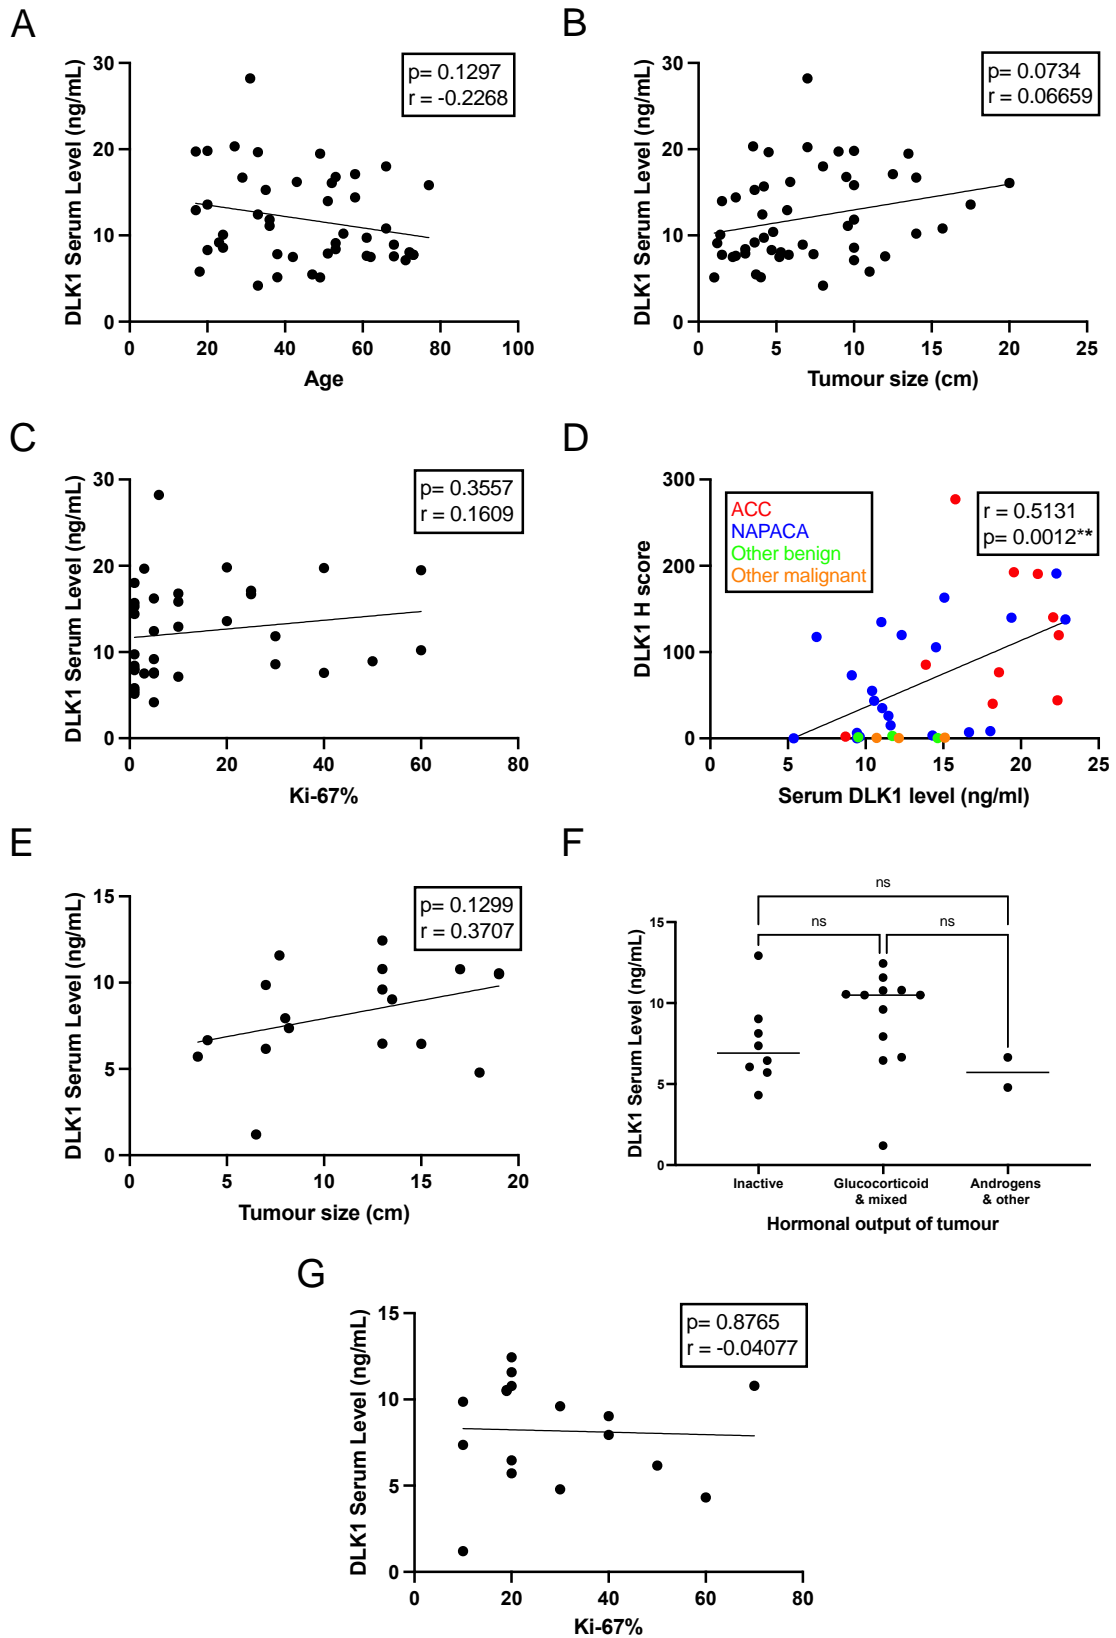 A
DLK1 Serum Level (ng/mL)
30
20
10
0
0 20 40 60 80 100
Age
p= 0.1297
r = -0.2268
B
DLK1 Serum Level (ng/mL)
30
20
10
0
0 5 10 15 20 25
Tumour size (cm)
p= 0.0734
r = 0.06659
C
DLK1 Serum Level (ng/mL)
30
20
10
0
0 20 40 60 80
Ki-67%
p= 0.3557
r = 0.1609
D
DLK1 H score
300
200
100
0
0 5 10 15 20 25
Serum DLK1 level (ng/ml)
ACC
NAPACA
Other benign
Other malignant
r = 0.5131
p= 0.0012**
E
DLK1 Serum Level (ng/mL)
15
10
5
0
0 5 10 15 20
Tumour size (cm)
p= 0.1299
r = 0.3707
F
DLK1 Serum Level (ng/mL)
15
10
5
0
ns
ns
ns
Inactive
Glucocorticoid
& mixed
Androgens
& other
Hormonal output of tumour
G
DLK1 Serum Level (ng/mL)
15
10
5
0
0 20 40 60 80
Ki-67%
p= 0.8765
r = -0.04077